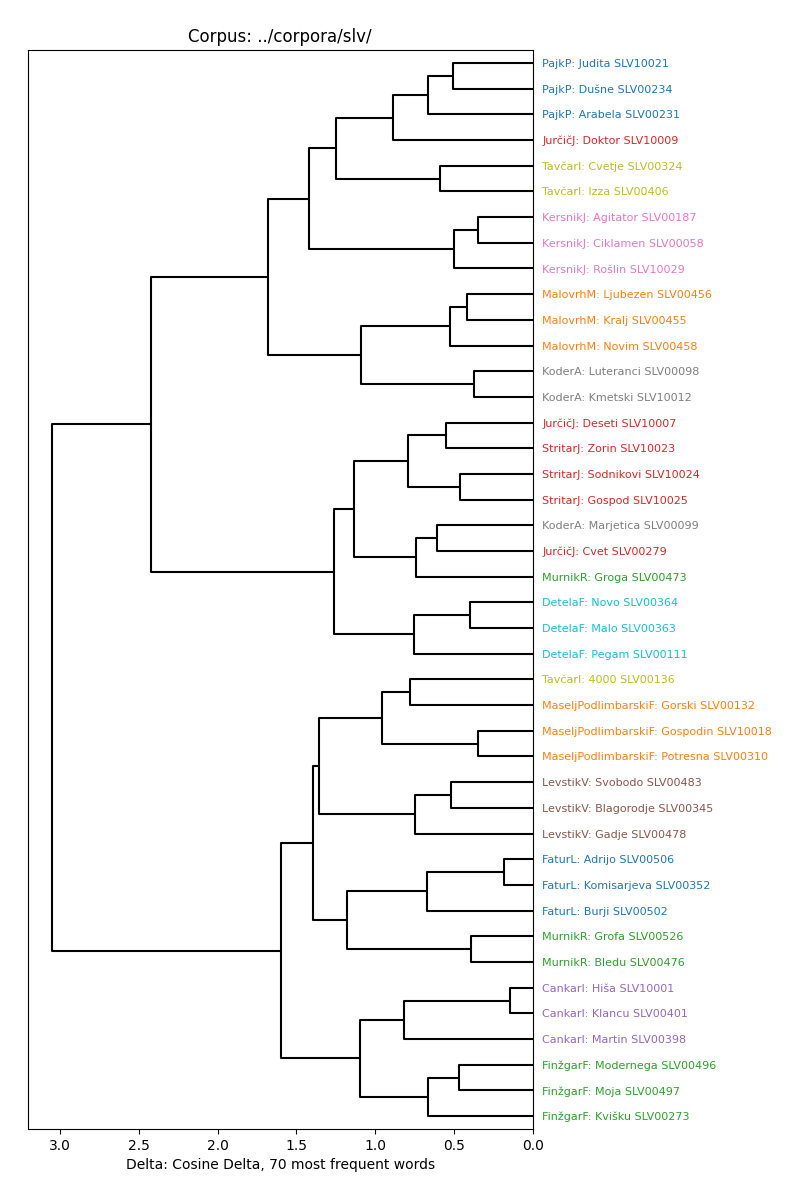 Corpus: ../corpora/slv/
PajkP: Judita SLV10021
PajkP: Dušne SLV00234
PajkP: Arabela SLV00231
JurčičJ: Doktor SLV10009
TavčarI: Cvetje SLV00324
TavčarI: Izza SLV00406
KersnikJ: Agitator SLV00187
KersnikJ: Ciklamen SLV00058
KersnikJ: Rošlin SLV10029
MalovrhM: Ljubezen SLV00456
MalovrhM: Kralj SLV00455
MalovrhM: Novim SLV00458
KoderA: Luteranci SLV00098
KoderA: Kmetski SLV10012
JurčičJ: Deseti SLV10007
StritarJ: Zorin SLV10023
StritarJ: Sodnikovi SLV10024
StritarJ: Gospod SLV10025
KoderA: Marjetica SLV00099
JurčičJ: Cvet SLV00279
MurnikR: Groga SLV00473
DetelaF: Novo SLV00364
DetelaF: Malo SLV00363
DetelaF: Pegam SLV00111
TavčarI: 4000 SLV00136
MaseljPodlimbarskiF: Gorski SLV00132
MaseljPodlimbarskiF: Gospodin SLV10018
MaseljPodlimbarskiF: Potresna SLV00310
LevstikV: Svobodo SLV00483
LevstikV: Blagorodje SLV00345
LevstikV: Gadje SLV00478
FaturL: Adrijo SLV00506
FaturL: Komisarjeva SLV00352
FaturL: Burji SLV00502
MurnikR: Grofa SLV00526
MurnikR: Bledu SLV00476
CankarI: Hiša SLV10001
CankarI: Klancu SLV00401
CankarI: Martin SLV00398
FinžgarF: Modernega SLV00496
FinžgarF: Moja SLV00497
FinžgarF: Kvišku SLV00273
3.0 2.5 2.0 1.5 1.0 0.5 0.0
Delta: Cosine Delta, 70 most frequent words